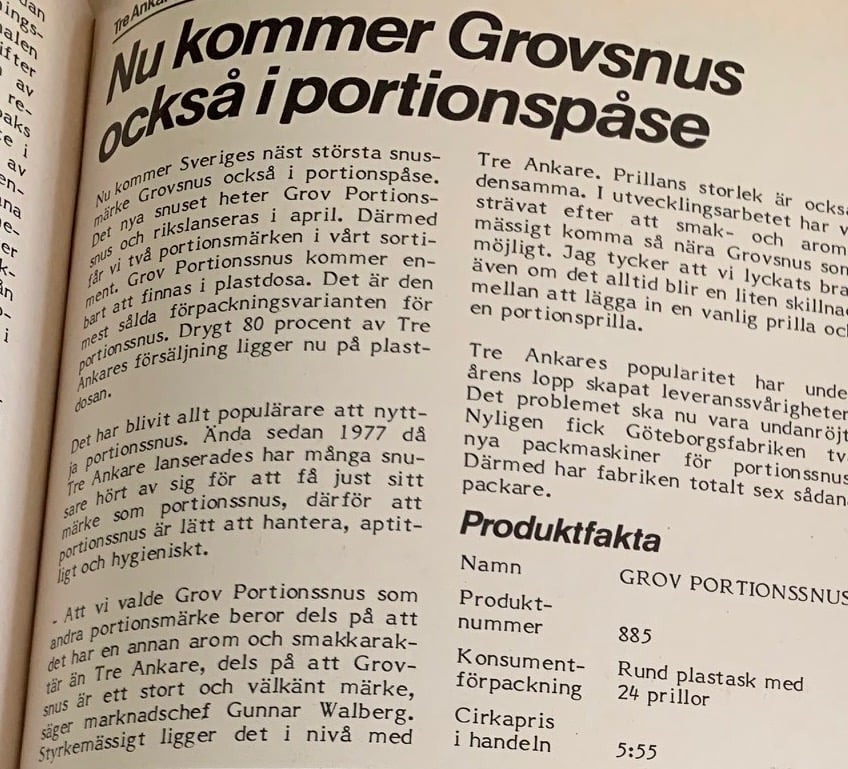 Tre Ankar
Nu kommer Grovsnus
också i portionspåse
Nu kommer Sveriges näst största snus-
märke Grovsnus också i portionspåse.
Det nya snuset heter Grov Portions-
snus och rikslanseras i april. Därmed
får vi två portionsmärken i vårt sorti-
ment. Grov Portionssnus kommer en-
bart att finnas i plastdosa. Det är den
mest sålda förpackningsvarianten för
portionssnus. Drygt 80 procent av Tre
Ankares försäljning ligger nu på plast-
dosan.
Det har blivit allt populärare att nytt-
ja portionssnus. Ända sedan 1977 då
Tre Ankare lanserades har många snu-
sare hört av sig för att få just sitt
märke som portionssnus, därför att
portionssnus är lätt att hantera, aptit-
ligt och hygieniskt.
- Att vi valde Grov Portionssnus som
andra portionsmärke beror dels på att
det har en annan arom och smakkarak-
tär än Tre Ankare, dels på att Grov-
snus är ett stort och välkänt märke,
säger marknadschef Gunnar Walberg.
Styrkemässigt ligger det i nivå med
Tre Ankare. Prillans storlek är också
densamma. I utvecklingsarbetet har v
strävat efter att smak- och arom
mässigt komma så nära Grovsnus som
möjligt. Jag tycker att vi lyckats bra
även om det alltid blir en liten skillnad
mellan att lägga in en vanlig prilla oc
en portionsprilla.
Tre Ankares popularitet har unde
årens lopp skapat leveranssvårigheter
Det problemet ska nu vara undanröjt
Nyligen fick Göteborgsfabriken tv
nya packmaskiner för portionssnus
Därmed har fabriken totalt sex sådan
packare.
Produktfakta
Namn GROV PORTIONSSNUS
Produkt-
nummer 885
Konsument- Rund plastask med
förpackning 24 prillor
Cirkapris
i handeln 5:55